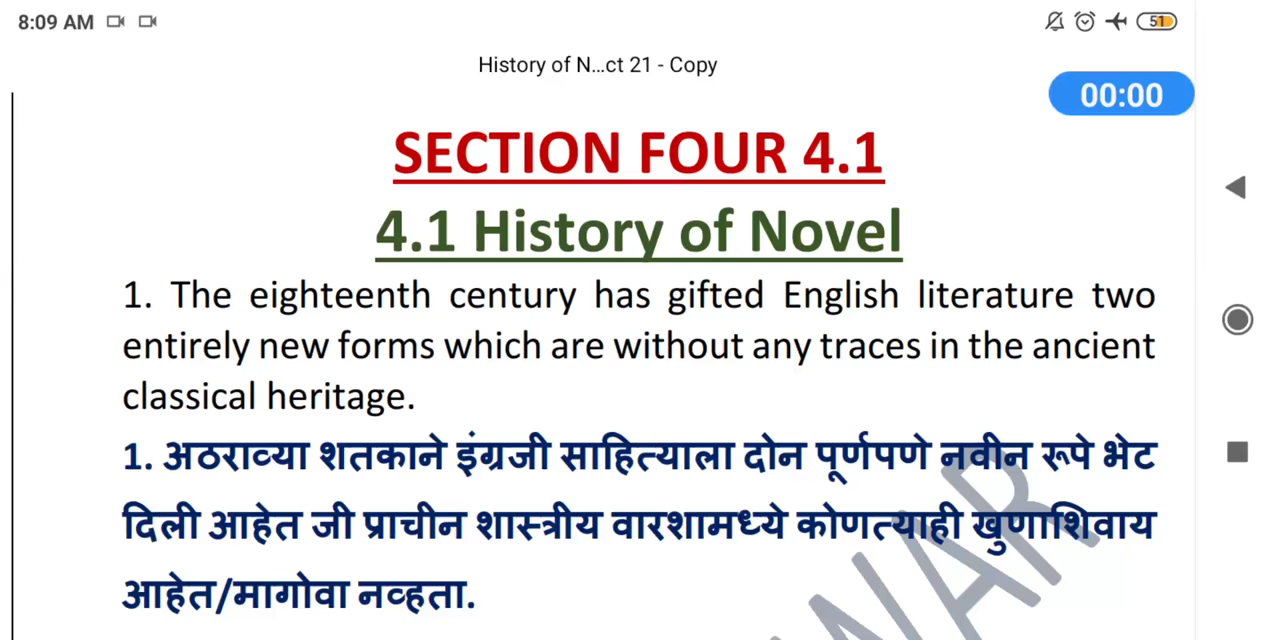 8:09 AM
51
History of N...ct 21 - Copy
00:00
SECTION FOUR 4.1
4.1 History of Novel
1. The eighteenth century has gifted English literature two
entirely new forms which are without any traces in the ancient
classical heritage.
1. अठराव्या शतकाने इंग्रजी साहित्याला दोन पूर्णपणे नवीन रूपे भेट
दिली आहेत जी प्राचीन शास्त्रीय वारशामध्ये कोणत्याही खुणाशिवाय
आहेत/मागोवा नव्हता.
WAR